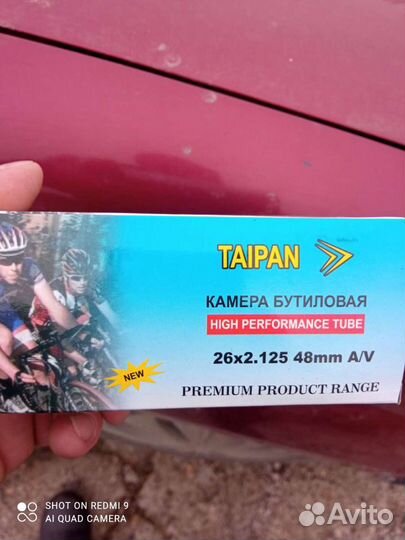 TAIPAN
КАМЕРА БУТИЛОВАЯ
HIGH PERFORMANCE TUBE
26x2.125 48mm A/V
NEW
PREMIUM PRODUCT RANGE
SHOT ON REDMI 9
AI QUAD CAMERA
Avito